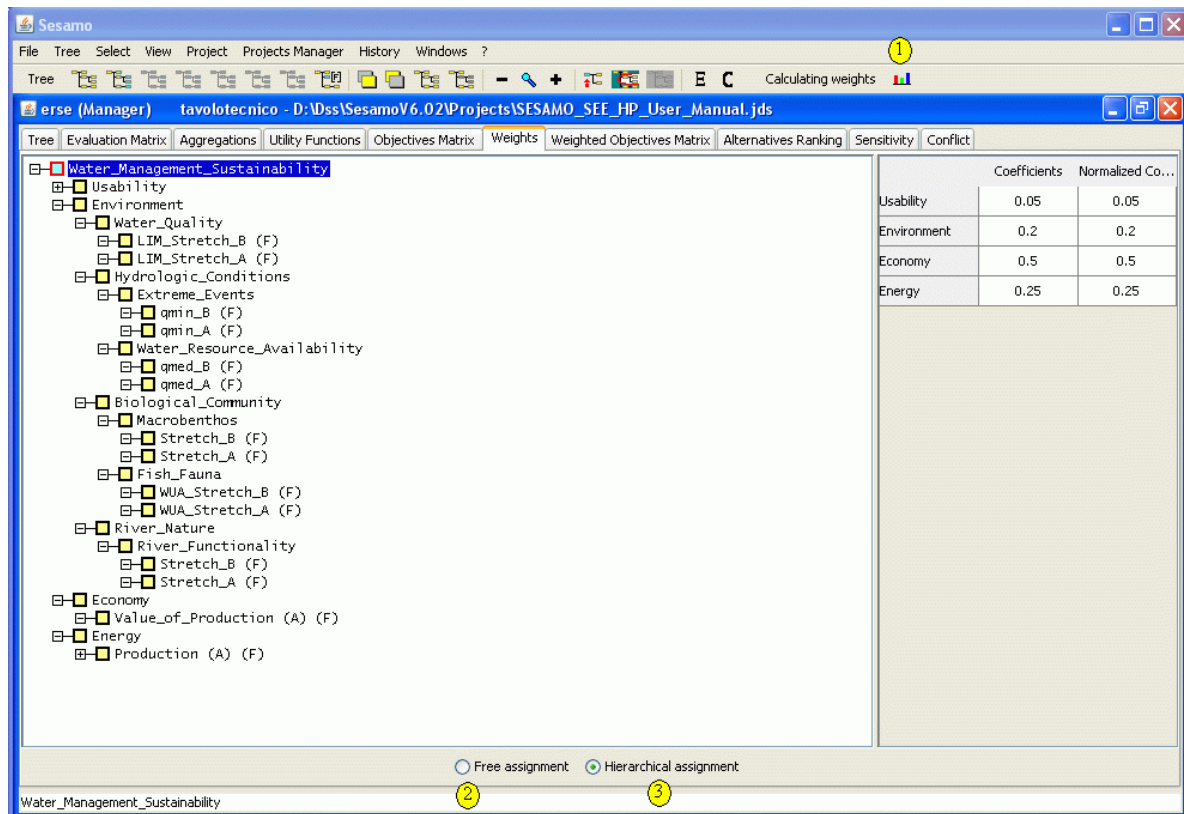 Sesamo
File Tree Select View Project Projects Manager History Windows ?
1
Tree E C Calculating weights
erse (Manager) tavolotecnico - D:\Dss\SesamoV6.02\Projects\SESAMO_SEE_HP_User_Manual.jds
Tree Evaluation Matrix Aggregations Utility Functions Objectives Matrix Weights Weighted Objectives Matrix Alternatives Ranking Sensitivity Conflict
Water_Management_Sustainability
Usability
Environment
Water_Quality
LIM_Stretch_B (F)
LIM_Stretch_A (F)
Hydrologic_Conditions
Extreme_Events
qmin_B (F)
qmin_A (F)
Water_Resource_Availability
qmed_B (F)
qmed_A (F)
Biological_Community
Macrobenthos
Stretch_B (F)
Stretch_A (F)
Fish_Fauna
WUA_Stretch_B (F)
WUA_Stretch_A (F)
River_Nature
River_Functionality
Stretch_B (F)
Stretch_A (F)
Economy
Value_of_Production (A) (F)
Energy
Production (A) (F)
Coefficients Normalized Co...
Usability 0.05 0.05
Environment 0.2 0.2
Economy 0.5 0.5
Energy 0.25 0.25
Free assignment Hierarchical assignment
2 3
Water_Management_Sustainability